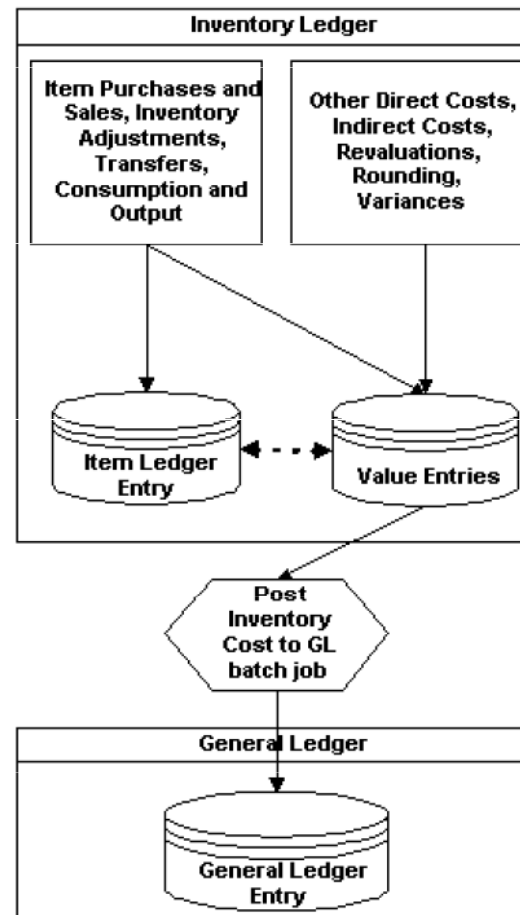 Inventory Ledger
Item Purchases and
Sales, Inventory
Adjustments,
Transfers,
Consumption and
Output
Other Direct Costs,
Indirect Costs,
Revaluations,
Rounding,
Variances
Item Ledger
Entry
Value Entries
Post
Inventory
Cost to GL
batch job
General Ledger
General Ledger
Entry